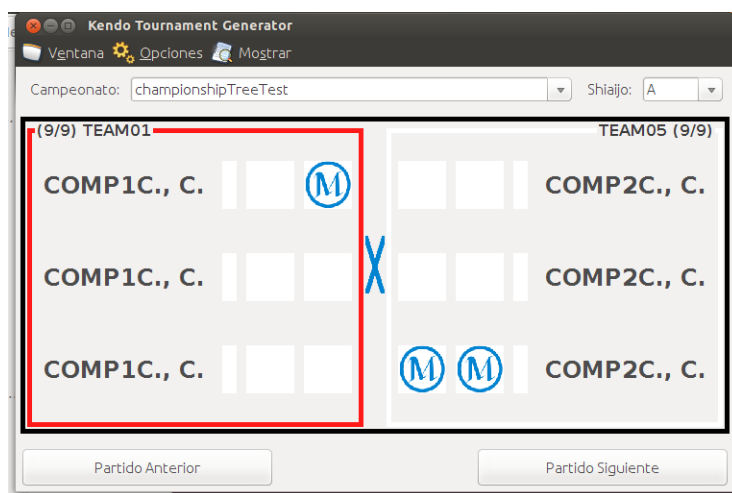 Kendo Tournament Generator
Ventana Opciones Mostrar
Campeonato: championshipTreeTest Shiaijo: A
(9/9) TEAM01 TEAM05 (9/9)
COMP1C., C. M COMP2C., C.
X
COMP1C., C. COMP2C., C.
COMP1C., C. M M COMP2C., C.
Partido Anterior Partido Siguiente